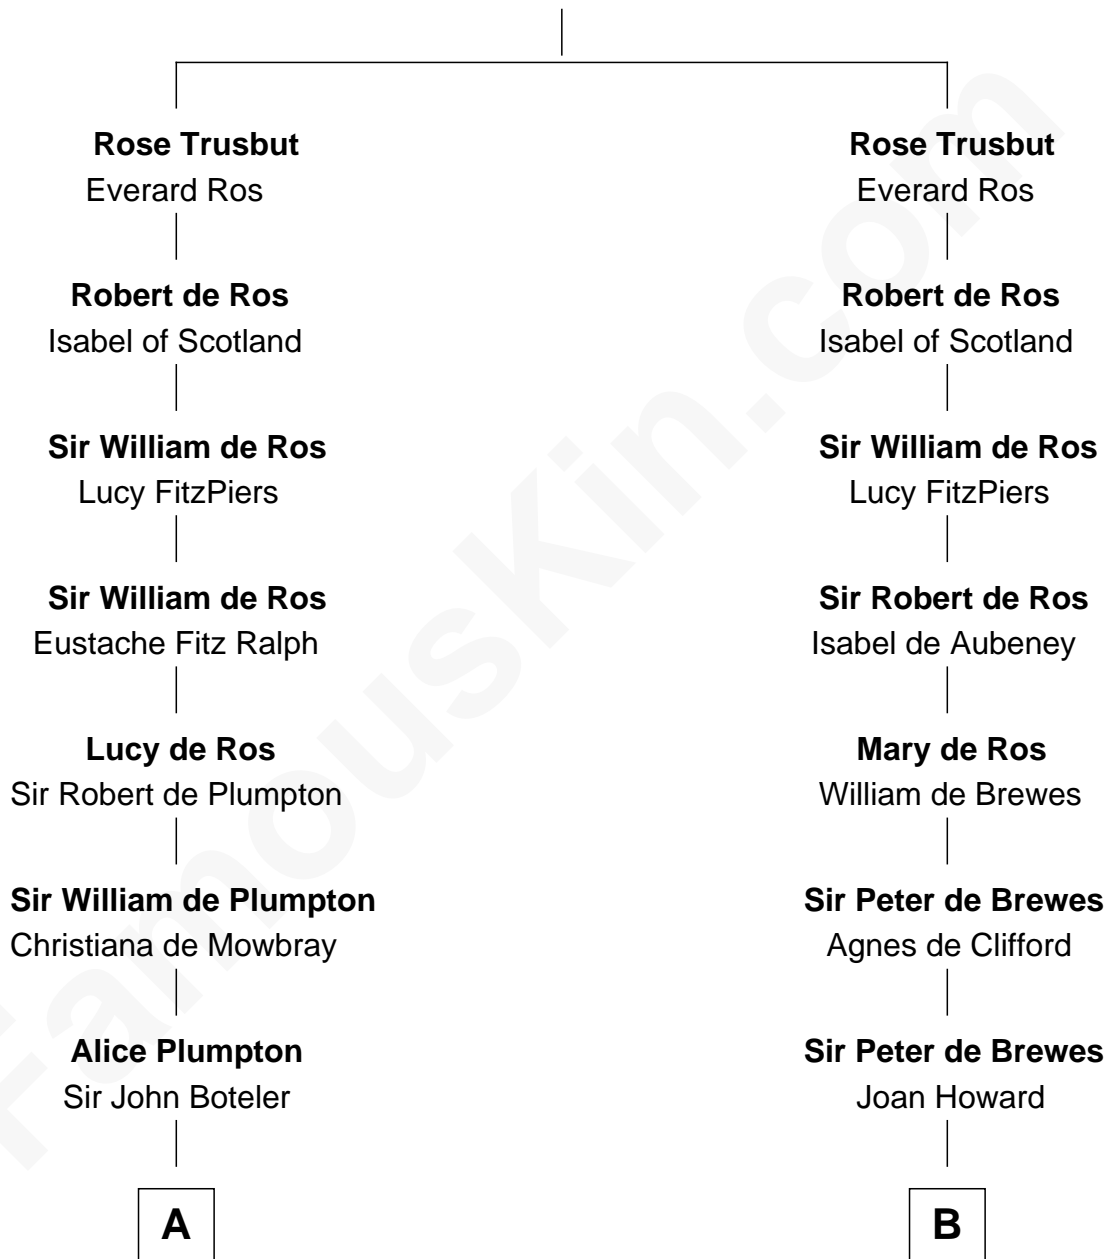 Rose Trusbut
Everard Ros
Robert de Ros
Isabel of Scotland
Sir William de Ros
Lucy FitzPiers
Sir William de Ros
Eustache Fitz Ralph
Lucy de Ros
Sir Robert de Plumpton
Sir William de Plumpton
Christiana de Mowbray
Alice Plumpton
Sir John Boteler
A
Rose Trusbut
Everard Ros
Robert de Ros
Isabel of Scotland
Sir William de Ros
Lucy FitzPiers
Sir Robert de Ros
Isabel de Aubeney
Mary de Ros
William de Brewes
Sir Peter de Brewes
Agnes de Clifford
Sir Peter de Brewes
Joan Howard
B
FamousKin.com